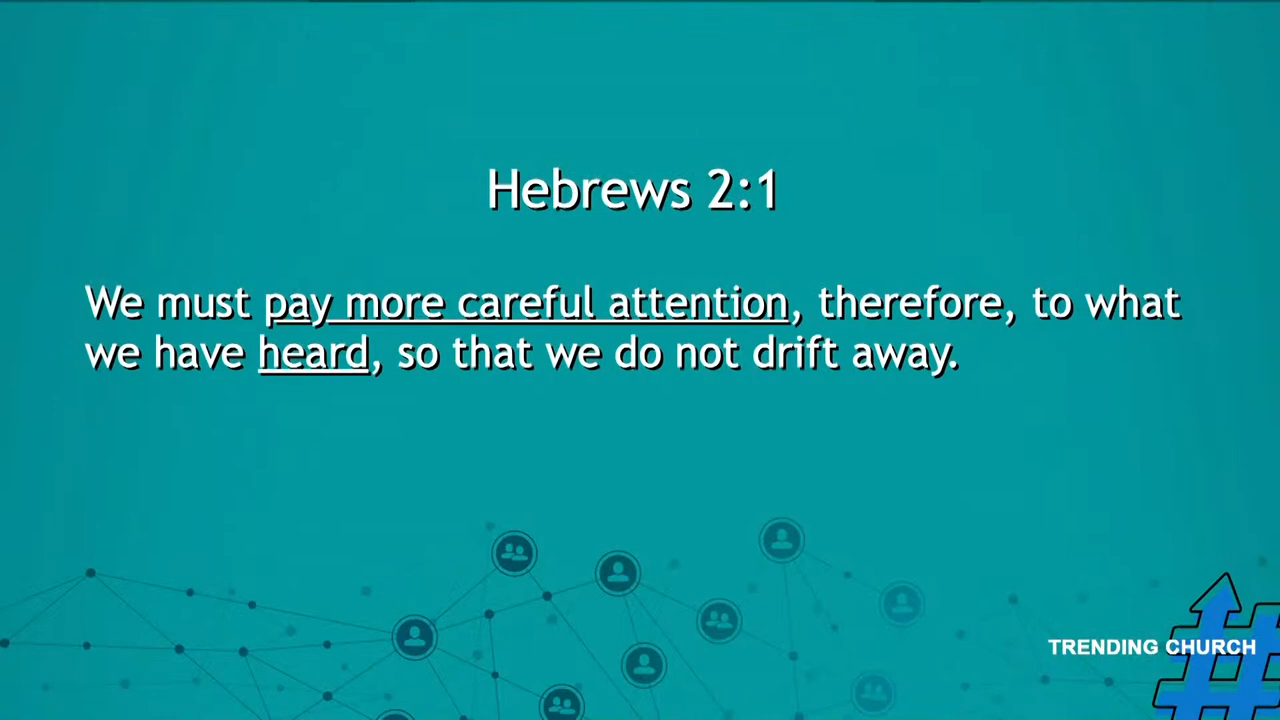 Hebrews 2:1
We must pay more careful attention, therefore, to what
we have heard, so that we do not drift away.
TRENDING CHURCH